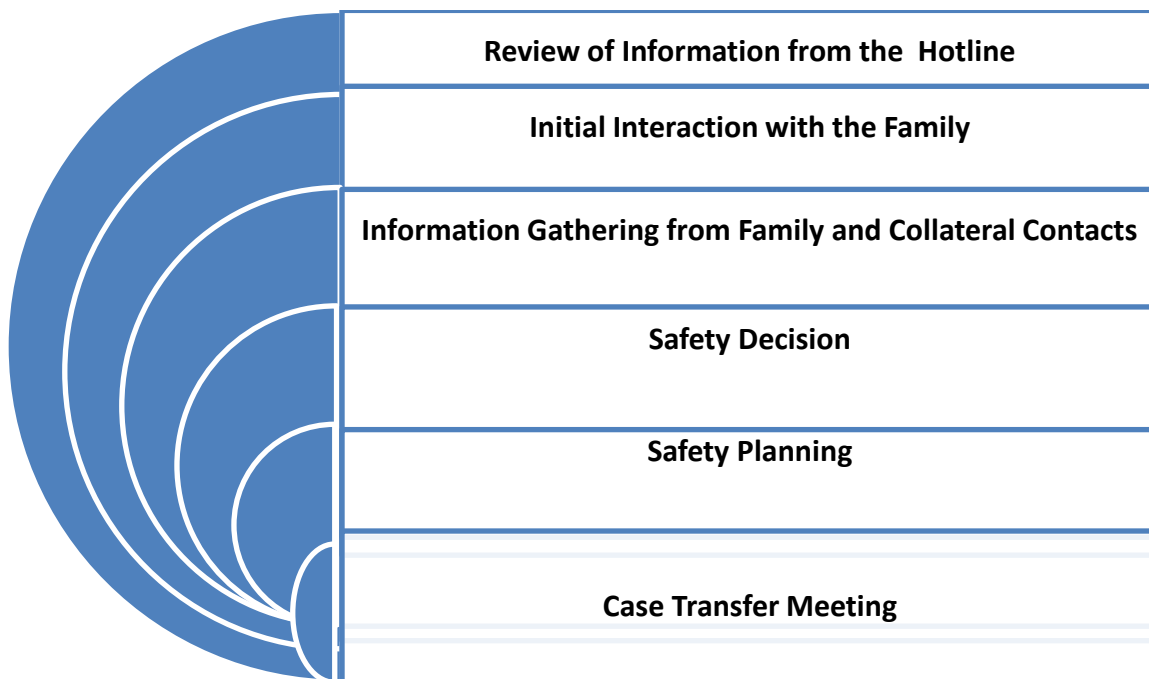 Review of Information from the Hotline
Initial Interaction with the Family
Information Gathering from Family and Collateral Contacts
Safety Decision
Safety Planning
Case Transfer Meeting